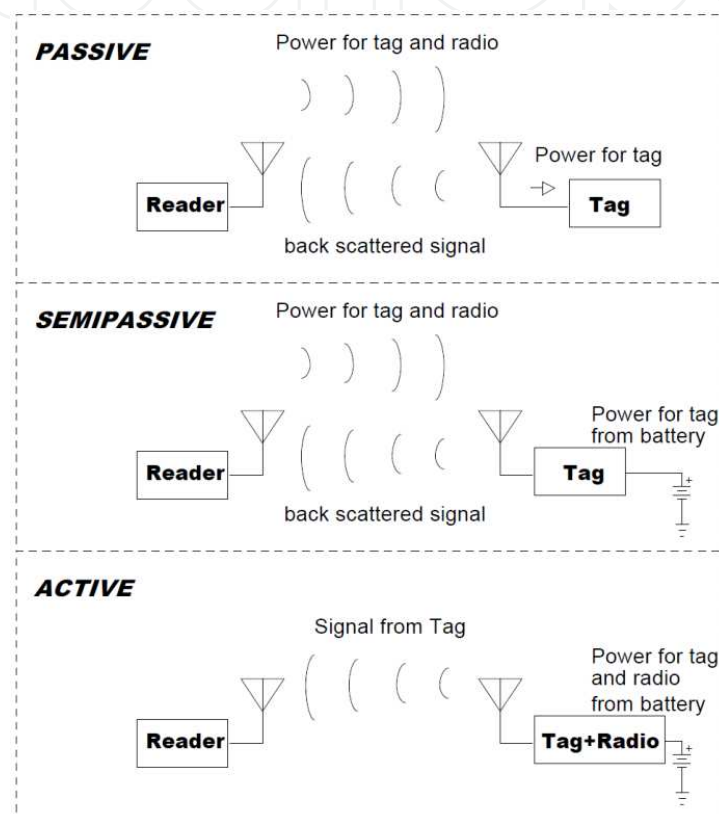 PASSIVE
Power for tag and radio
Power for tag
Reader
Tag
back scattered signal
SEMIPASSIVE
Power for tag and radio
Power for tag
from battery
Reader
Tag
+
back scattered signal
ACTIVE
Signal from Tag
Power for tag
and radio
from battery
Reader
Tag+Radio
+